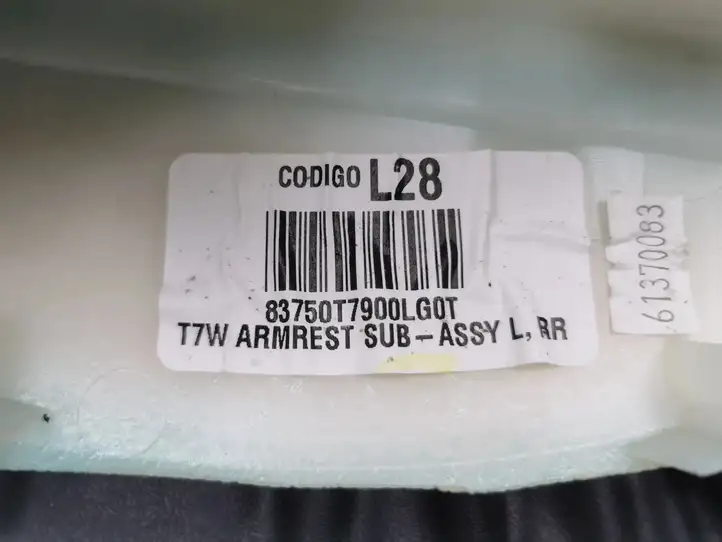 CODIGO L28
83750T7900LG0T
T7W ARMREST SUB-ASSY L, RR
61370083